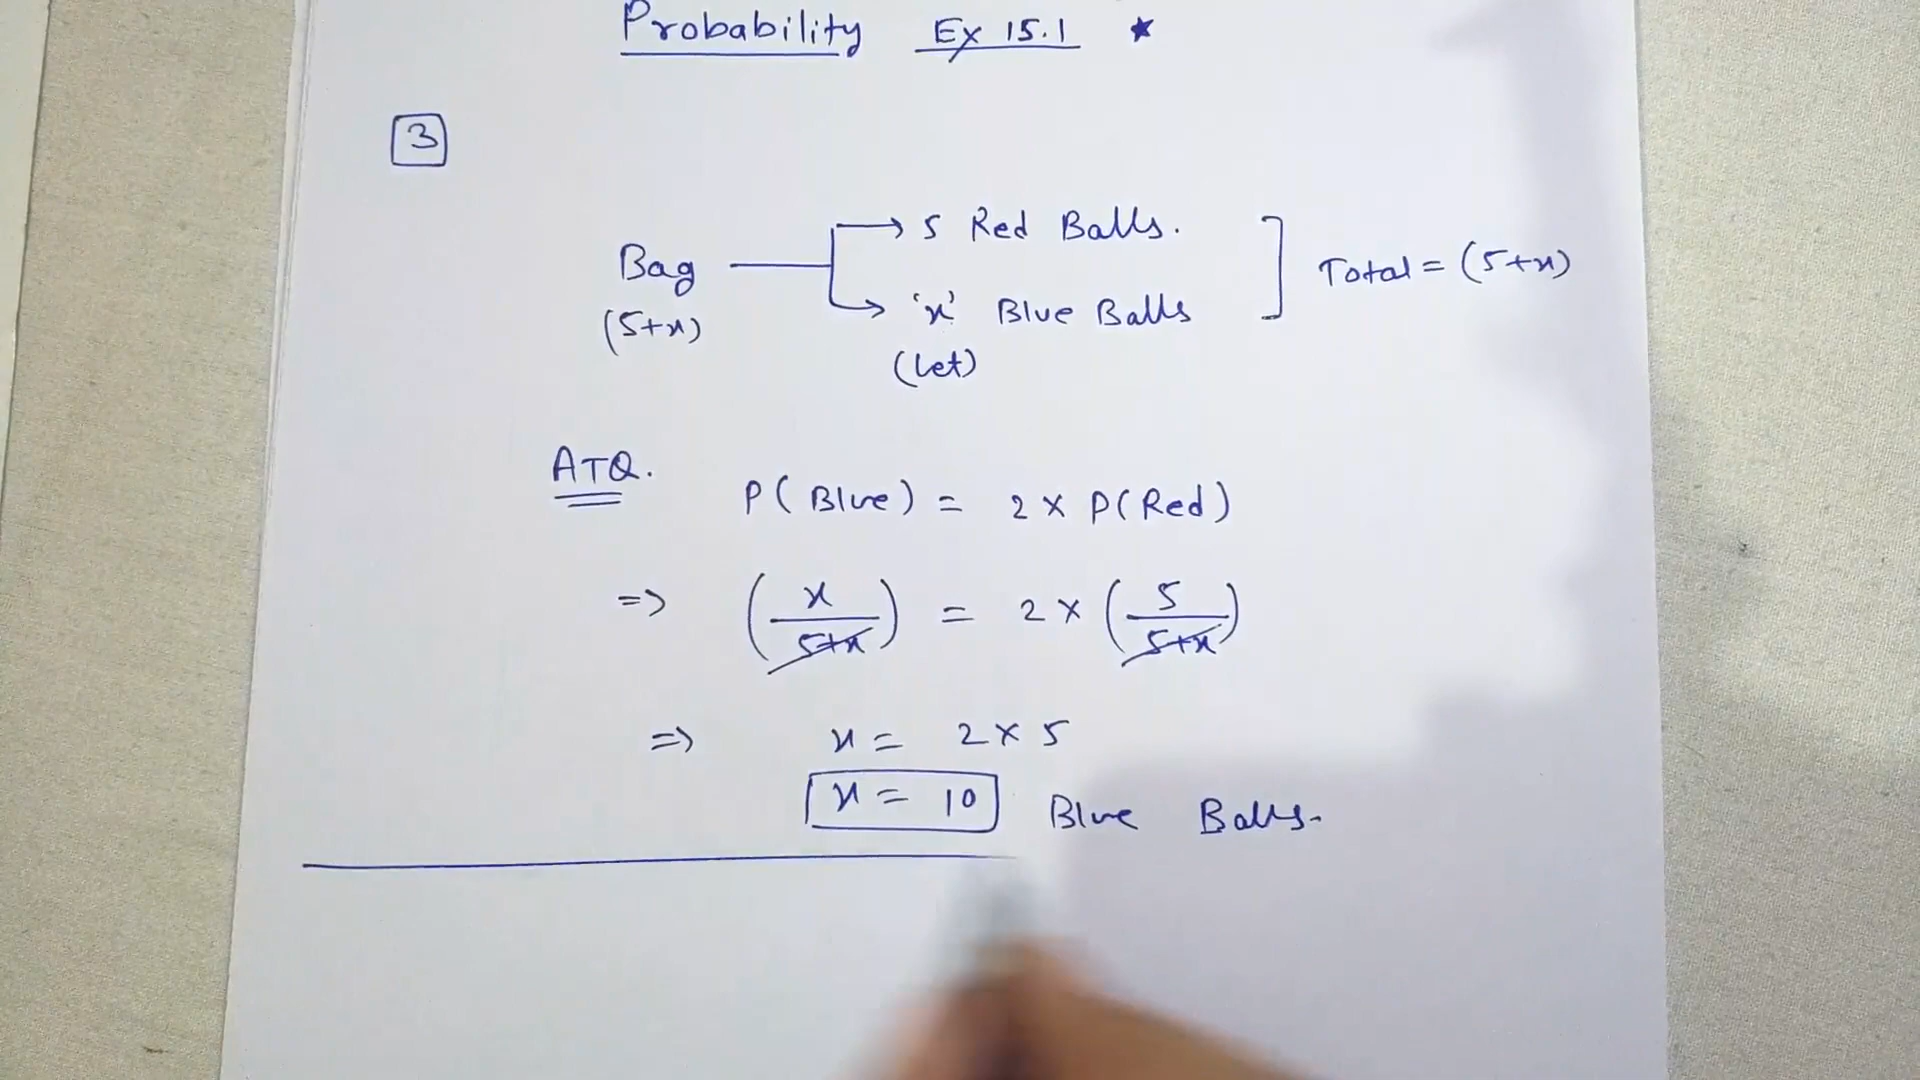 Probability Ex 15.1 ★
3
Bag → 5 Red Balls. ] Total = (5+x)
(5+x) → 'x' Blue Balls
(let)
ATQ.
P(Blue) = 2 × P(Red)
=> (x/5+x) = 2 × (5/5+x)
=> x = 2 × 5
x = 10 Blue Balls.